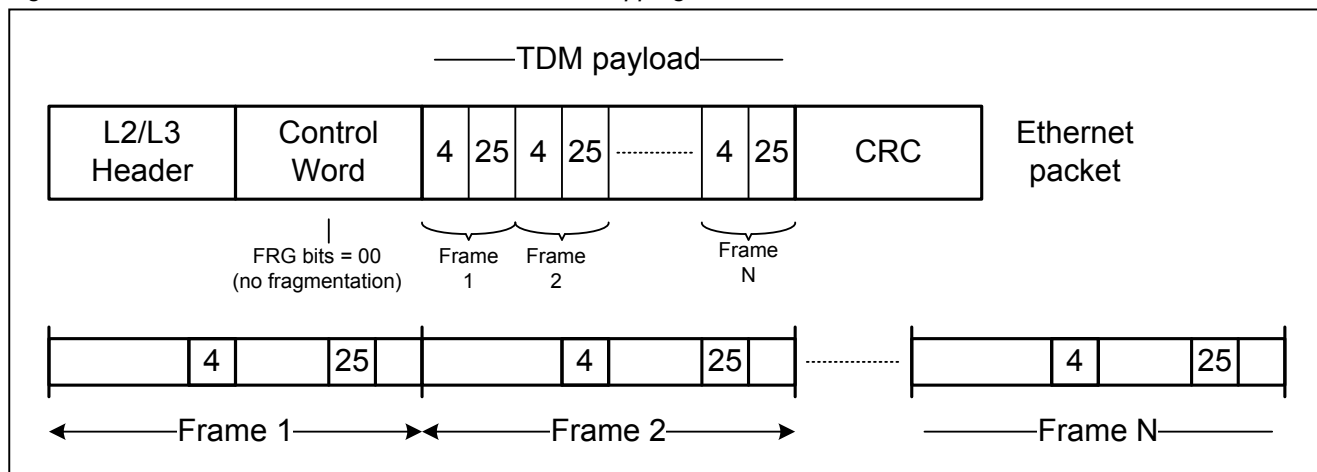 TDM payload
L2/L3 Header
Control Word
4 25 4 25 4 25
CRC
Ethernet packet
FRG bits = 00
(no fragmentation)
Frame 1
Frame 2
Frame N
4 25 4 25 4 25
Frame 1 Frame 2 Frame N